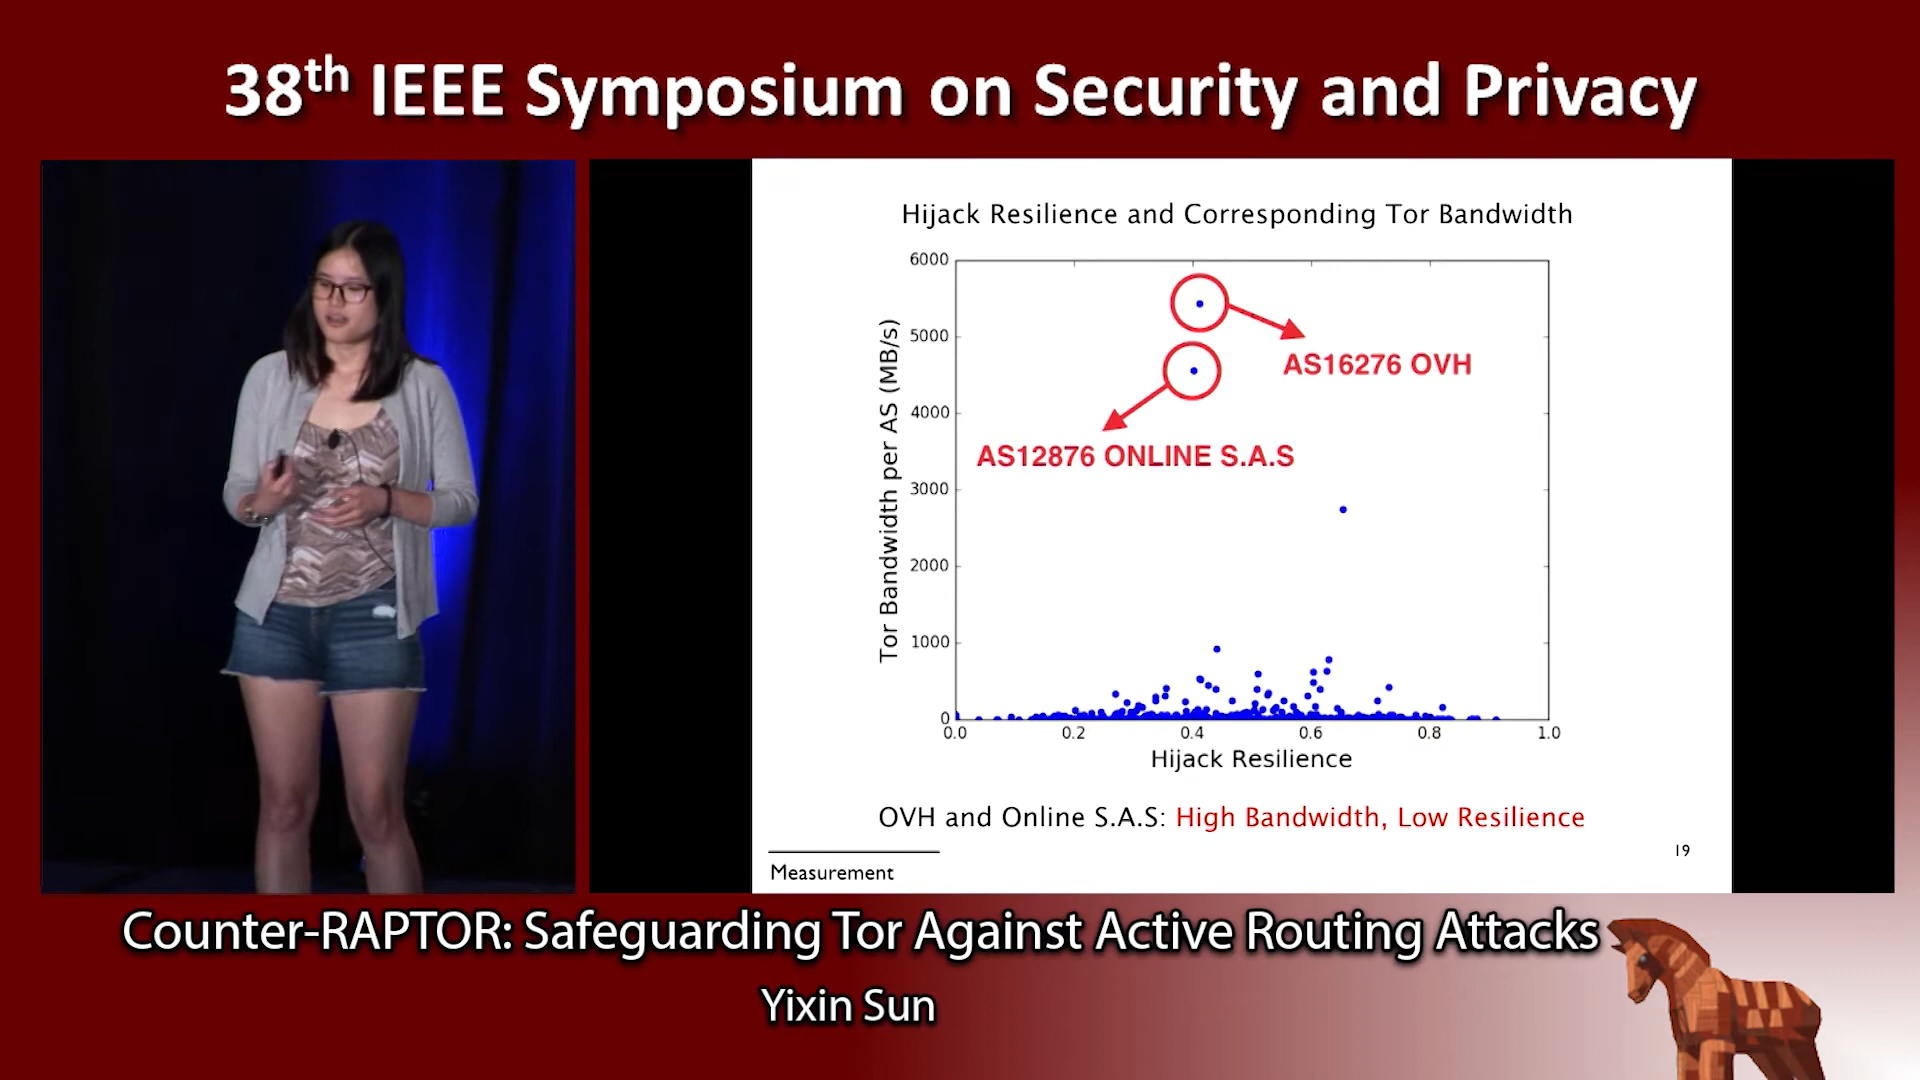 38th IEEE Symposium on Security and Privacy
Hijack Resilience and Corresponding Tor Bandwidth
6000
5000
4000
3000
2000
1000
0
Tor Bandwidth per AS (MB/s)
AS16276 OVH
AS12876 ONLINE S.A.S
0.0 0.2 0.4 0.6 0.8 1.0
Hijack Resilience
OVH and Online S.A.S: High Bandwidth, Low Resilience
19
Measurement
Counter-RAPTOR: Safeguarding Tor Against Active Routing Attacks
Yixin Sun